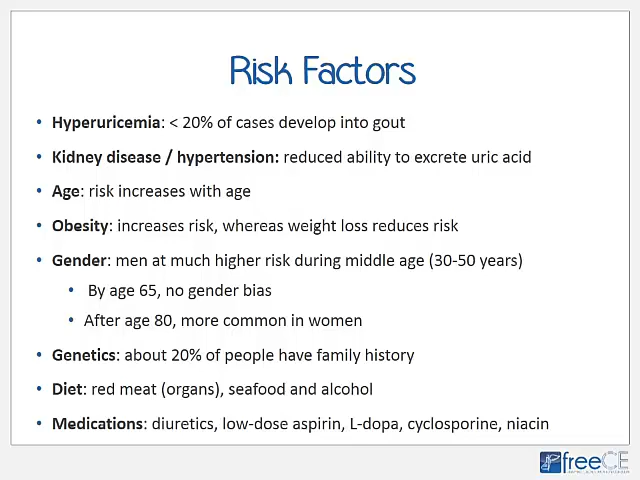 Risk Factors
• Hyperuricemia: < 20% of cases develop into gout
• Kidney disease / hypertension: reduced ability to excrete uric acid
• Age: risk increases with age
• Obesity: increases risk, whereas weight loss reduces risk
• Gender: men at much higher risk during middle age (30-50 years)
• By age 65, no gender bias
• After age 80, more common in women
• Genetics: about 20% of people have family history
• Diet: red meat (organs), seafood and alcohol
• Medications: diuretics, low-dose aspirin, L-dopa, cyclosporine, niacin
freeCE